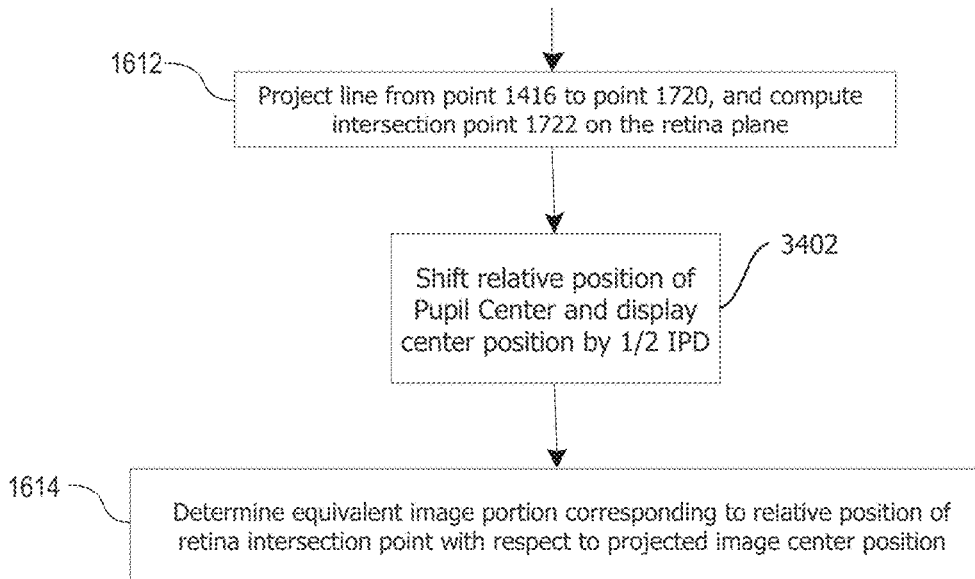 1612
Project line from point 1416 to point 1720, and compute
intersection point 1722 on the retina plane
3402
Shift relative position of
Pupil Center and display
center position by 1/2 IPD
1614
Determine equivalent image portion corresponding to relative position of
retina intersection point with respect to projected image center position